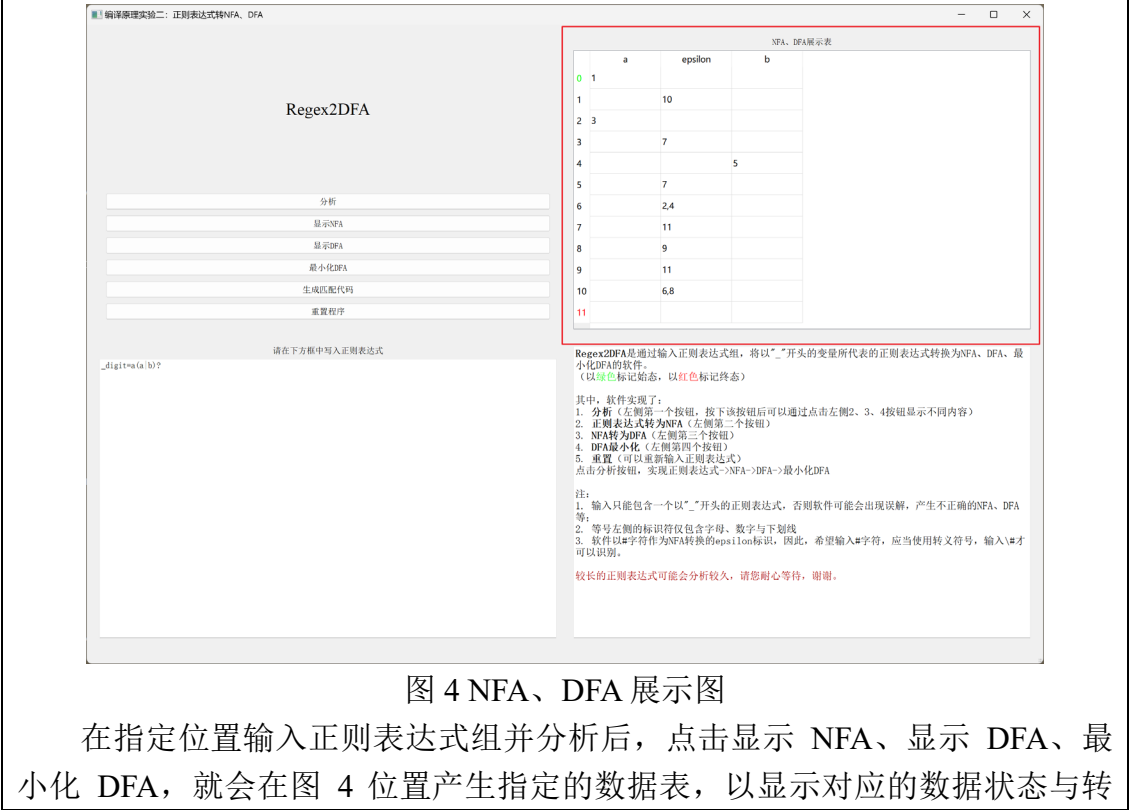 编译原理实验二：正则表达式转NFA、DFA
Regex2DFA
分析
显示NFA
显示DFA
最小化DFA
生成匹配代码
重置程序
请在下方框中写入正则表达式
_digit=a(a|b)?
NFA、DFA展示表
a epsilon b
0 1
1 10
2 3
3 7
4 5
5 7
6 2,4
7 11
8 9
9 11
10 6,8
11
Regex2DFA是通过输入正则表达式组，将以"_"开头的变量所代表的正则表达式转换为NFA、DFA、最
小化DFA的软件。
（以绿色标记始态，以红色标记终态）
其中，软件实现了：
1. 分析（左侧第一个按钮，按下该按钮后可以通过点击左侧2、3、4按钮显示不同内容）
2. 正则表达式转为NFA（左侧第二个按钮）
3. NFA转为DFA（左侧第三个按钮）
4. DFA最小化（左侧第四个按钮）
5. 重置（可以重新输入正则表达式）
点击分析按钮，实现正则表达式->NFA->DFA->最小化DFA
注：
1. 输入只能包含一个以"_"开头的正则表达式，否则软件可能会出现误解，产生不正确的NFA、DFA
等；
2. 等号左侧的标识符仅包含字母、数字与下划线
3. 软件以#字符作为NFA转换的epsilon标识，因此，希望输入#字符，应当使用转义符号，输入\#才
可以识别。
较长的正则表达式可能会分析较久，请您耐心等待，谢谢。
图 4 NFA、DFA 展示图
在指定位置输入正则表达式组并分析后，点击显示 NFA、显示 DFA、最
小化 DFA，就会在图 4 位置产生指定的数据表，以显示对应的数据状态与转